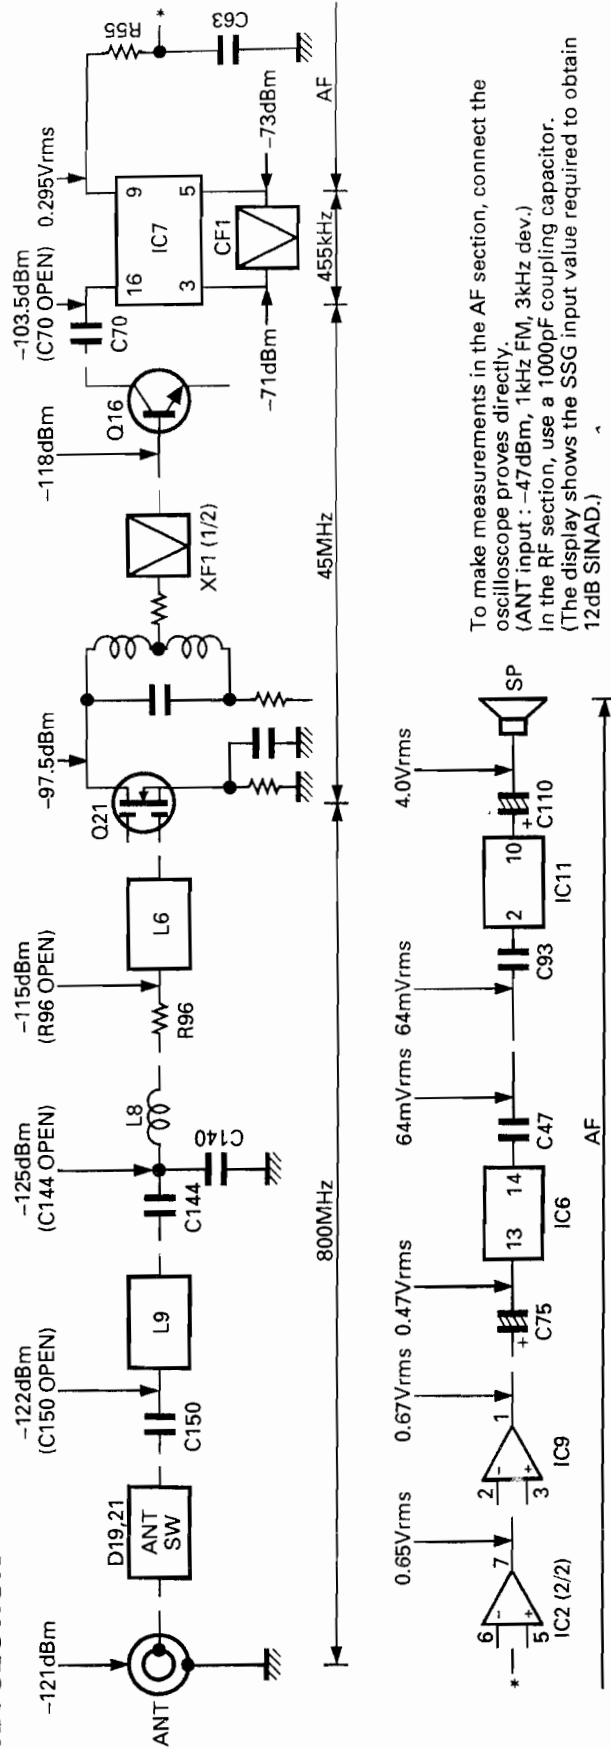 -121dBm
-122dBm
(C150 OPEN)
-125dBm
(C144 OPEN)
-115dBm
(R96 OPEN)
-97.5dBm
-118dBm
-103.5dBm
(C70 OPEN)
0.295Vrms
ANT
D19,21
ANT
SW
C150
L9
C144
C140
L8
R96
L6
Q21
XF1 (1/2)
Q16
C70
16
9
IC7
3
5
CF1
-71dBm
-73dBm
R55
*
C63
800MHz
45MHz
455kHz
AF
0.65Vrms
0.67Vrms
0.47Vrms
64mVrms
64mVrms
4.0Vrms
*
6
-
+
5
7
IC2 (2/2)
2
-
+
3
1
IC9
+
C75
13
14
IC6
C47
C93
2
10
IC11
+
C110
SP
AF
To make measurements in the AF section, connect the
oscilloscope proves directly.
(ANT input : -47dBm, 1kHz FM, 3kHz dev.)
In the RF section, use a 1000pF coupling capacitor.
(The display shows the SSG input value required to obtain
12dB SINAD.)